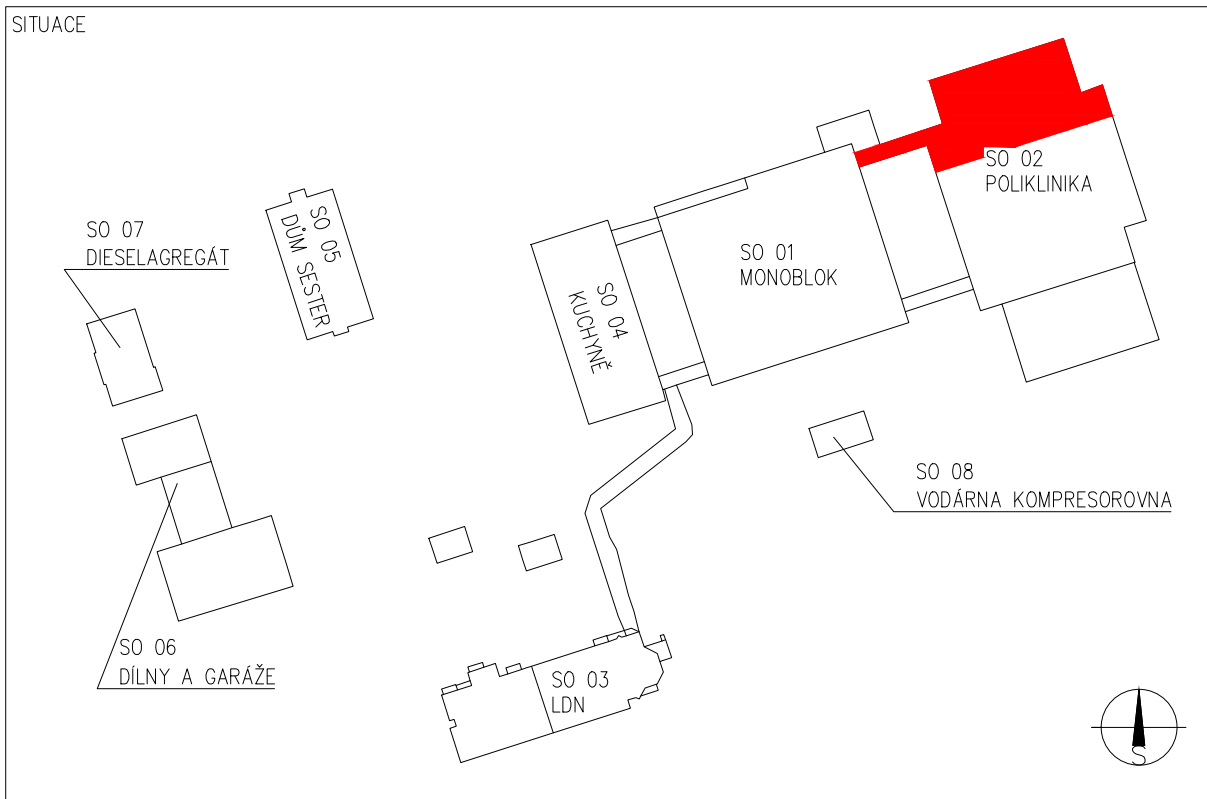 SITUACE
SO 02
POLIKLINIKA
SO 07
DIESELAGREGÁT
SO 05
DŮM SESTER
SO 01
MONOBLOK
SO 04
KUCHYNĚ
SO 08
VODÁRNA KOMPRESOROVNA
SO 06
DÍLNY A GARÁŽE
SO 03
LDN
S